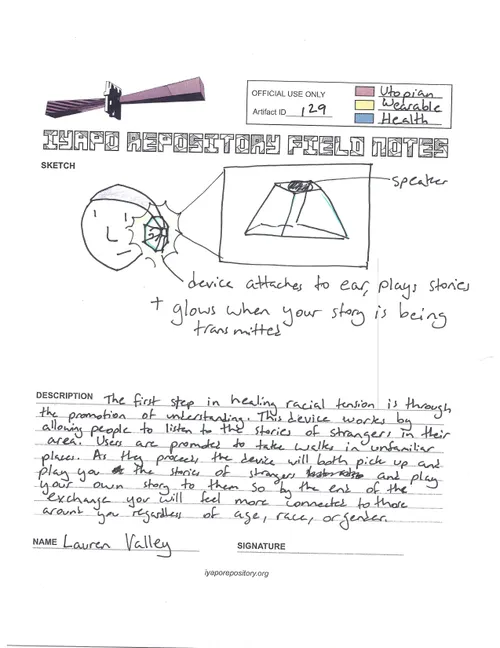 OFFICIAL USE ONLY
Artifact ID 129
Utopian
Wearable
Health
IYAPO REPOSITORY FIELD NOTES
SKETCH
speaker
device attaches to ear, plays stories
+ glows when your story is being
transmitted
DESCRIPTION The first step in healing racial tension is through
the promotion of understanding. This device works by
allowing people to listen to the stories of strangers in their
area. Users are promoted to take walks in unfamiliar
places. As they proceed, the device will both pick up and
play you the stories of strangers and play
your own story to them so by the end of the
exchange you will feel more connected to those
around you regardless of age, race, or gender.
NAME Lauren Valley
SIGNATURE
iyaporepository.org